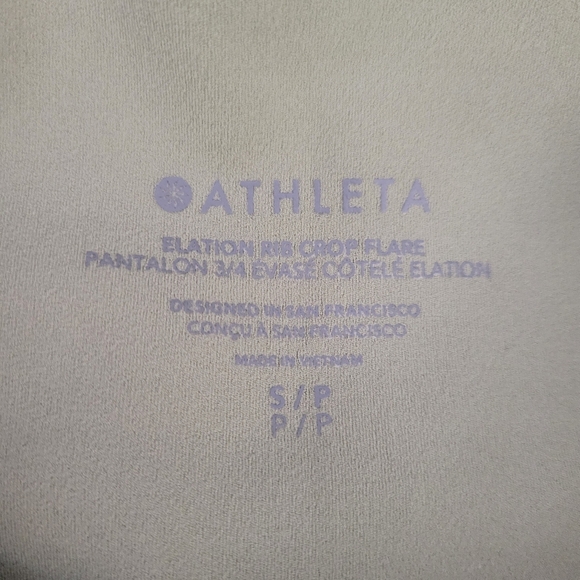 ATHLETA
ELATION RIB CROP FLARE
PANTALON 3/4 ÉVASÉ CÔTELÉ ELATION
DESIGNED IN SAN FRANCISCO
CONÇU À SAN FRANCISCO
MADE IN VIETNAM
S / P
P / P